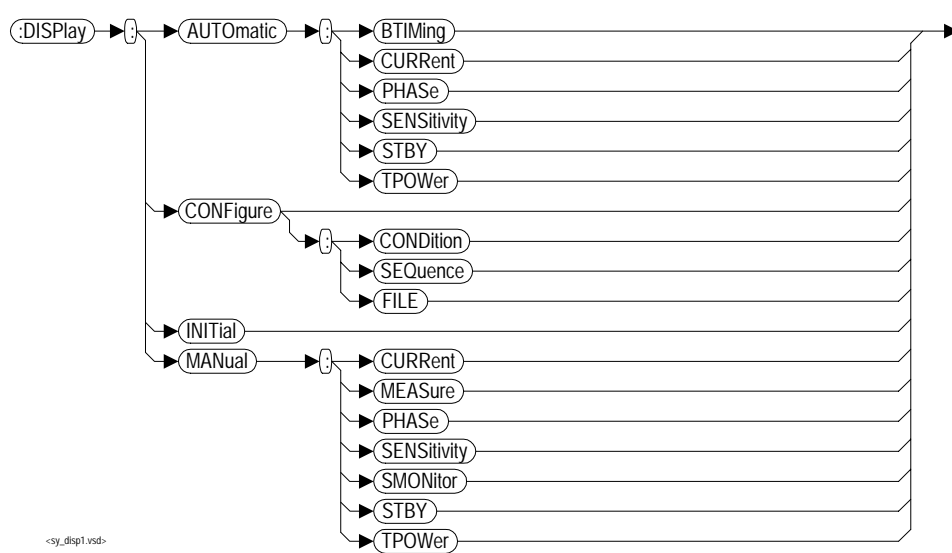 :DISPlay : AUTOmatic : BTIMing
CURRent
PHASe
SENSitivity
STBY
TPOWer
CONFigure
: CONDition
SEQuence
FILE
INITial
MANual : CURRent
MEASure
PHASe
SENSitivity
SMONitor
STBY
TPOWer
<sy_disp1.vsd>